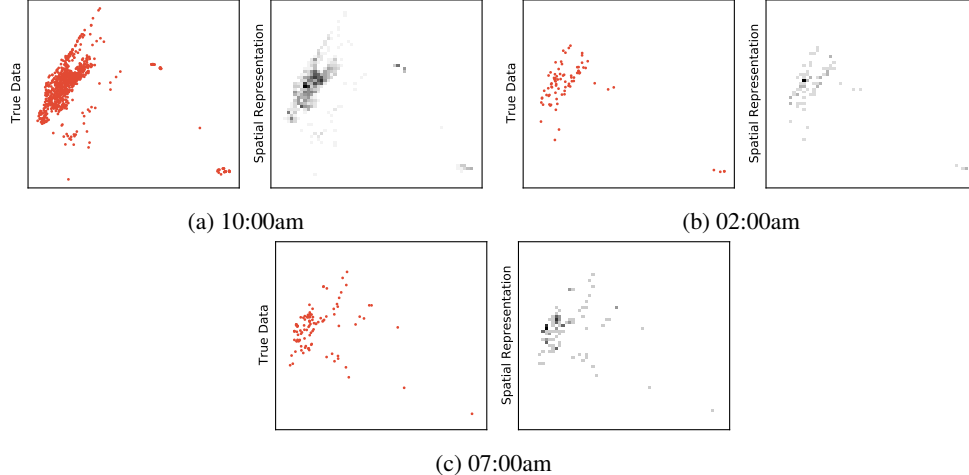 True Data
Spatial Representation
True Data
Spatial Representation
(a) 10:00am
(b) 02:00am
True Data
Spatial Representation
(c) 07:00am